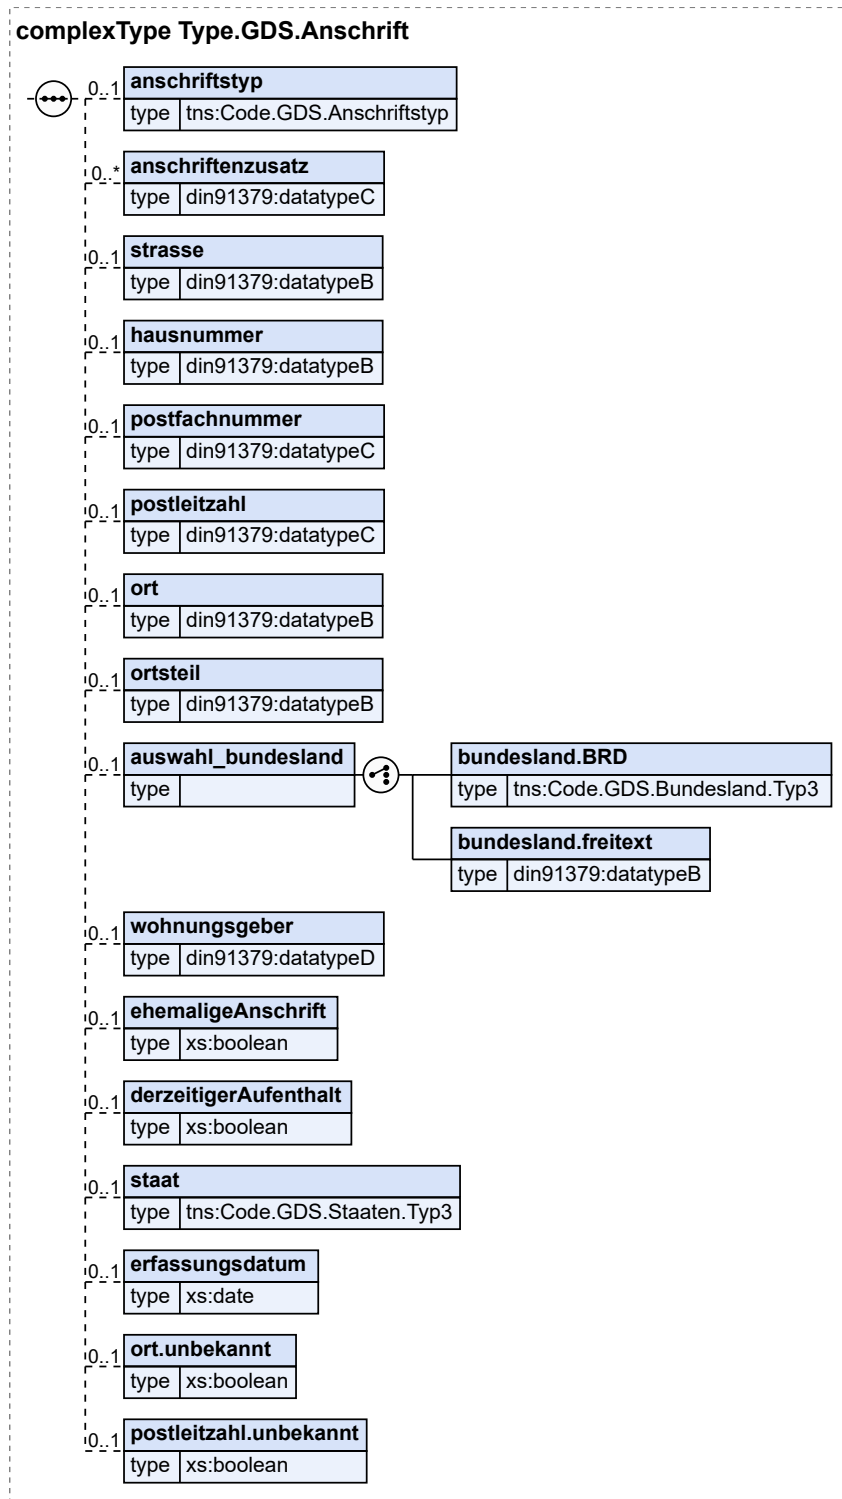 complexType Type.GDS.Anschrift
0..1 anschriftstyp
type tns:Code.GDS.Anschriftstyp
0..* anschriftenzusatz
type din91379:datatypeC
0..1 strasse
type din91379:datatypeB
0..1 hausnummer
type din91379:datatypeB
0..1 postfachnummer
type din91379:datatypeC
0..1 postleitzahl
type din91379:datatypeC
0..1 ort
type din91379:datatypeB
0..1 ortsteil
type din91379:datatypeB
0..1 auswahl_bundesland bundesland.BRD
type type tns:Code.GDS.Bundesland.Typ3
bundesland.freitext
type din91379:datatypeB
0..1 wohnungsgeber
type din91379:datatypeD
0..1 ehemaligeAnschrift
type xs:boolean
0..1 derzeitigerAufenthalt
type xs:boolean
0..1 staat
type tns:Code.GDS.Staaten.Typ3
0..1 erfassungsdatum
type xs:date
0..1 ort.unbekannt
type xs:boolean
0..1 postleitzahl.unbekannt
type xs:boolean